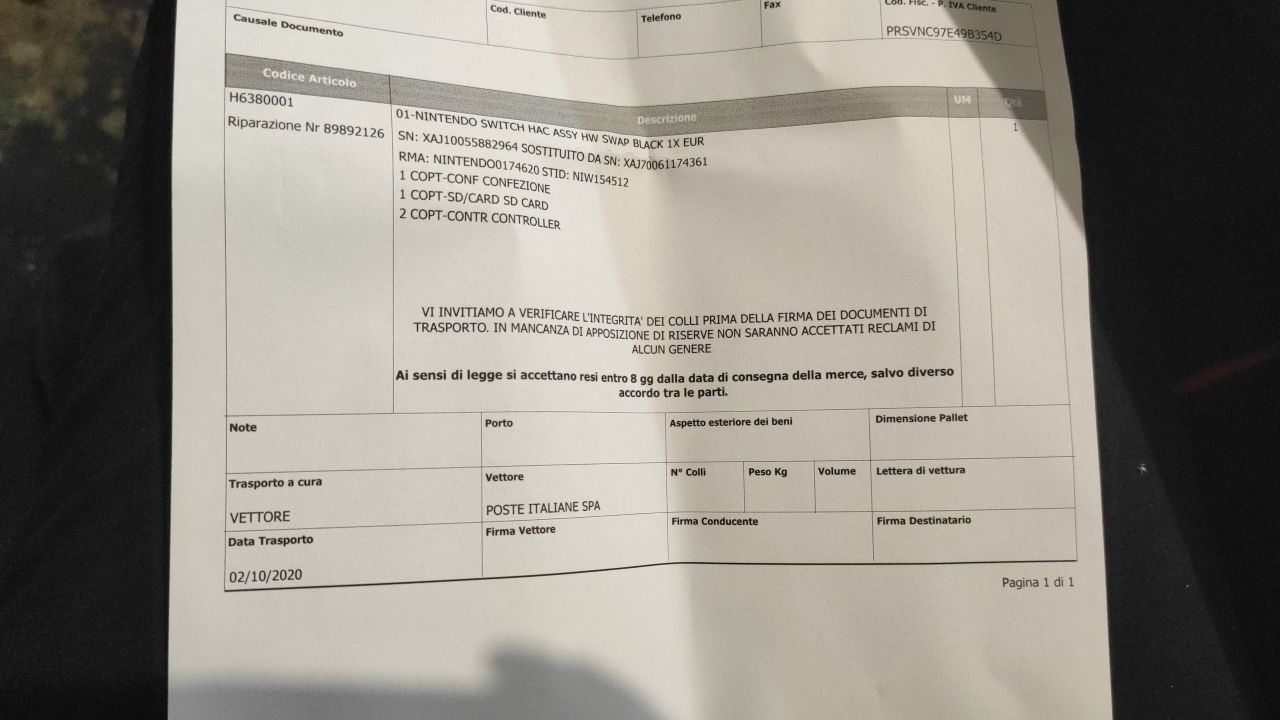 Causale Documento
Cod. Cliente
Telefono
Fax
Cod. Fisc. - P. IVA Cliente
PRSVNC97E49B354D
Codice Articolo
Descrizione
UM
Qtà
H6380001
Riparazione Nr 89892126
01-NINTENDO SWITCH HAC ASSY HW SWAP BLACK 1X EUR
1
SN: XAJ10055882964 SOSTITUITO DA SN: XAJ70061174361
RMA: NINTENDO0174620 STID: NIW154512
1 COPT-CONF CONFEZIONE
1 COPT-SD/CARD SD CARD
2 COPT-CONTR CONTROLLER
VI INVITIAMO A VERIFICARE L'INTEGRITA' DEI COLLI PRIMA DELLA FIRMA DEI DOCUMENTI DI
TRASPORTO. IN MANCANZA DI APPOSIZIONE DI RISERVE NON SARANNO ACCETTATI RECLAMI DI
ALCUN GENERE
Ai sensi di legge si accettano resi entro 8 gg dalla data di consegna della merce, salvo diverso
accordo tra le parti.
Note
Porto
Aspetto esteriore dei beni
Dimensione Pallet
Trasporto a cura
VETTORE
Vettore
POSTE ITALIANE SPA
N° Colli
Peso Kg
Volume
Lettera di vettura
Data Trasporto
02/10/2020
Firma Vettore
Firma Conducente
Firma Destinatario
Pagina 1 di 1